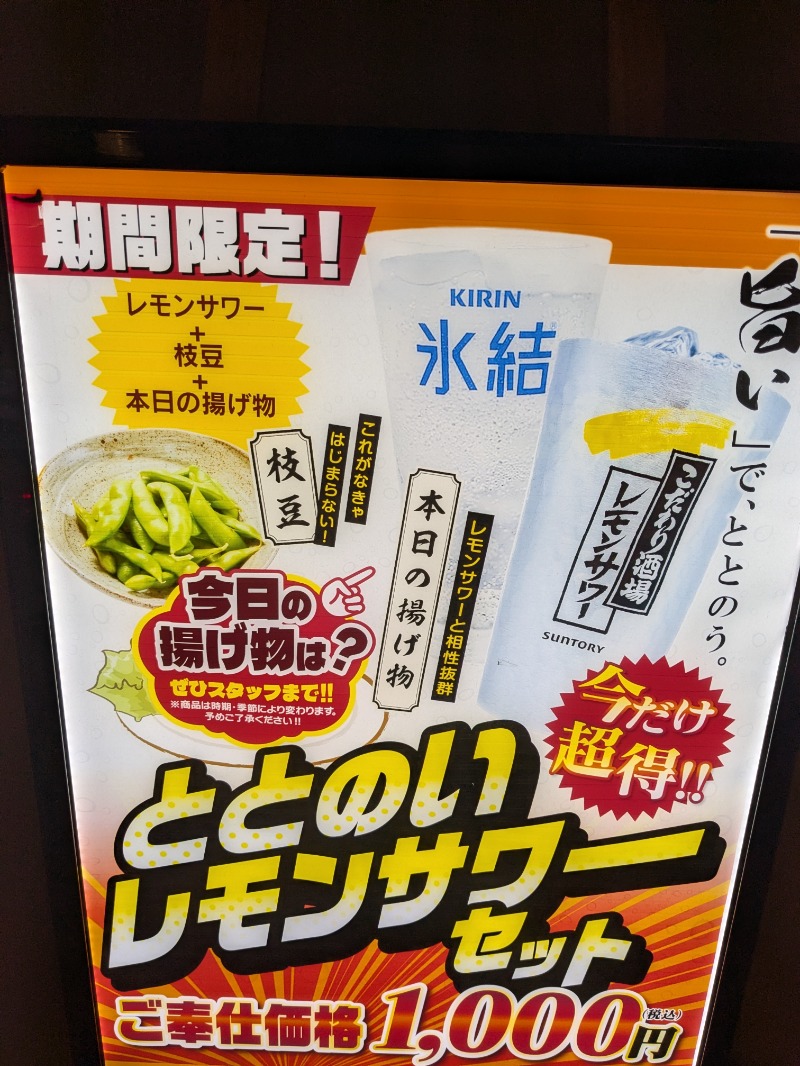 期間限定！
レモンサワー
+
枝豆
+
本日の揚げ物
KIRIN
氷結®
「旨い」で、ととのう。
こだわり酒場
レモンサワー
SUNTORY
これがなきゃ
はじまらない！
枝豆
レモンサワーと相性抜群
本日の揚げ物
今日の
揚げ物は？
ぜひスタッフまで!!
※商品は時期・季節により変わります。
予めご了承ください!!
今だけ
超得!!
ととのい
レモンサワー
セット
ご奉仕価格1,000円(税込)